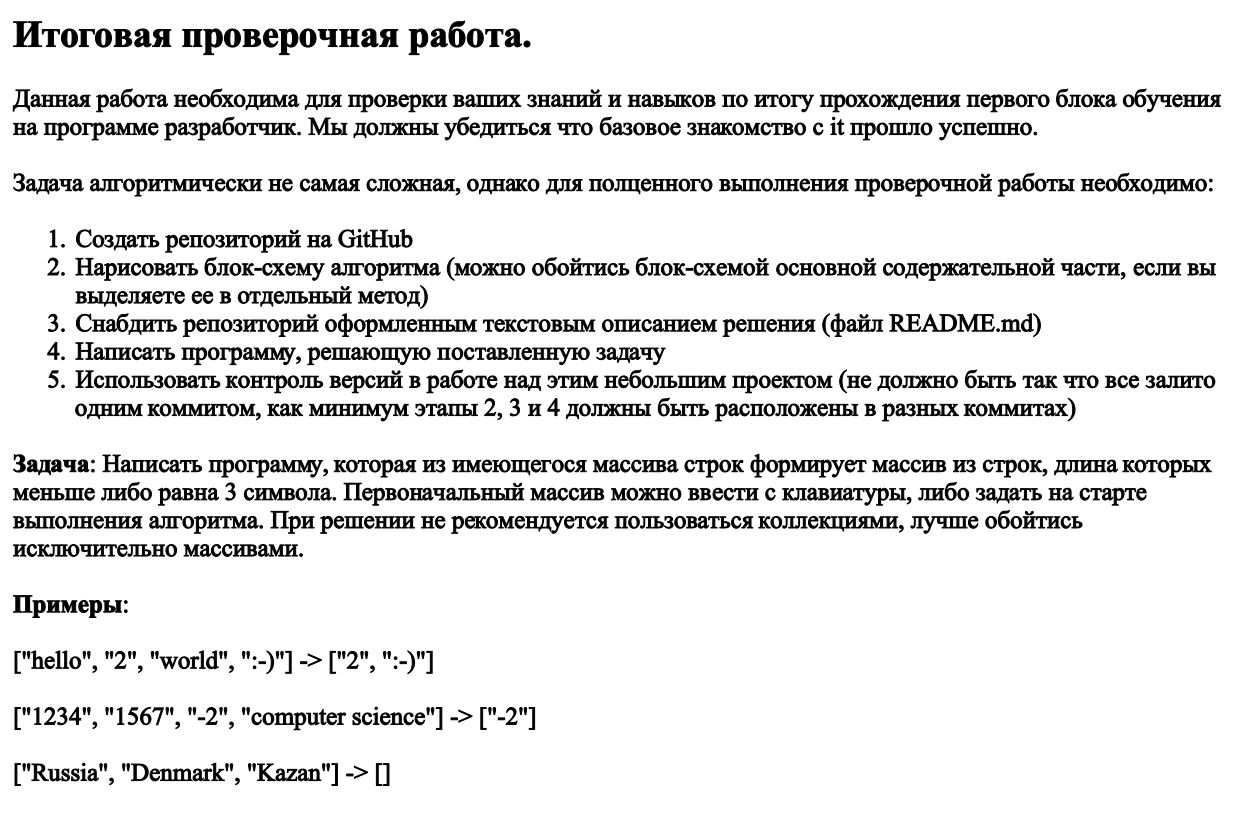 Итоговая проверочная работа.
Данная работа необходима для проверки ваших знаний и навыков по итогу прохождения первого блока обучения
на программе разработчик. Мы должны убедиться что базовое знакомство с it прошло успешно.
Задача алгоритмически не самая сложная, однако для полценного выполнения проверочной работы необходимо:
1. Создать репозиторий на GitHub
2. Нарисовать блок-схему алгоритма (можно обойтись блок-схемой основной содержательной части, если вы
выделяете ее в отдельный метод)
3. Снабдить репозиторий оформленным текстовым описанием решения (файл README.md)
4. Написать программу, решающую поставленную задачу
5. Использовать контроль версий в работе над этим небольшим проектом (не должно быть так что все залито
одним коммитом, как минимум этапы 2, 3 и 4 должны быть расположены в разных коммитах)
Задача: Написать программу, которая из имеющегося массива строк формирует массив из строк, длина которых
меньше либо равна 3 символа. Первоначальный массив можно ввести с клавиатуры, либо задать на старте
выполнения алгоритма. При решении не рекомендуется пользоваться коллекциями, лучше обойтись
исключительно массивами.
Примеры:
["hello", "2", "world", ":-)"] -> ["2", ":-)"]
["1234", "1567", "-2", "computer science"] -> ["-2"]
["Russia", "Denmark", "Kazan"] -> []